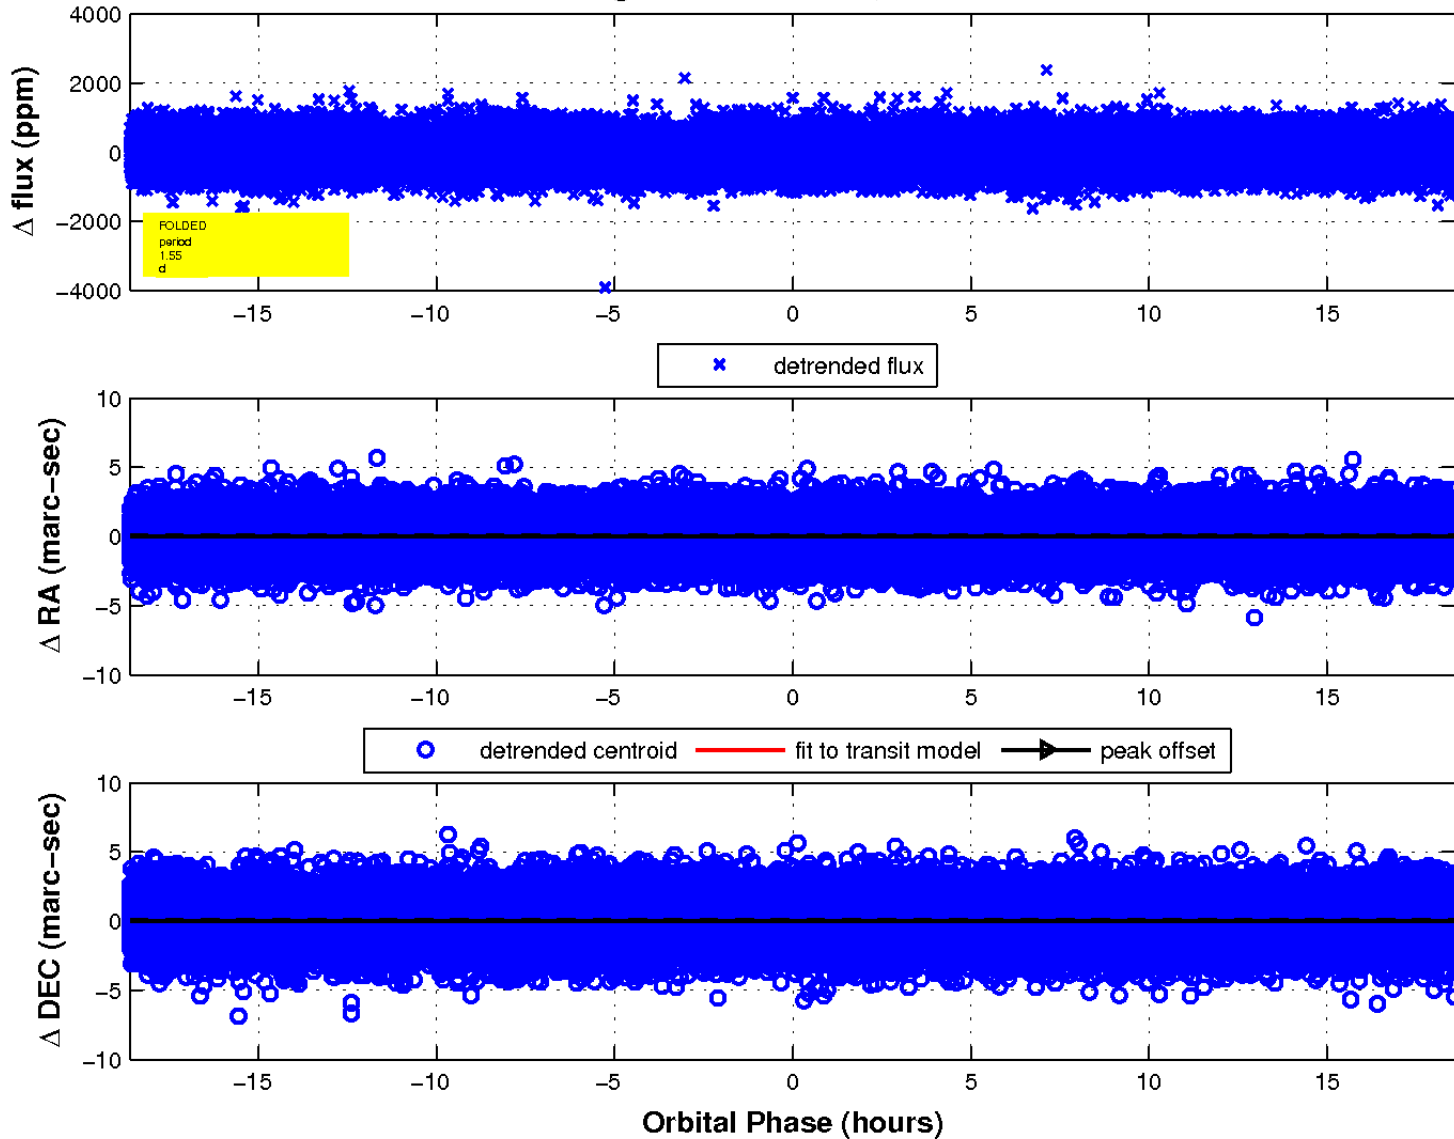 4000
2000
0
−2000
−4000
Δ flux (ppm)
FOLDED
period
1.55
d
−15 −10 −5 0 5 10 15
detrended flux
10
5
0
−5
−10
Δ RA (marc−sec)
−15 −10 −5 0 5 10 15
detrended centroid fit to transit model peak offset
10
5
0
−5
−10
Δ DEC (marc−sec)
−15 −10 −5 0 5 10 15
Orbital Phase (hours)